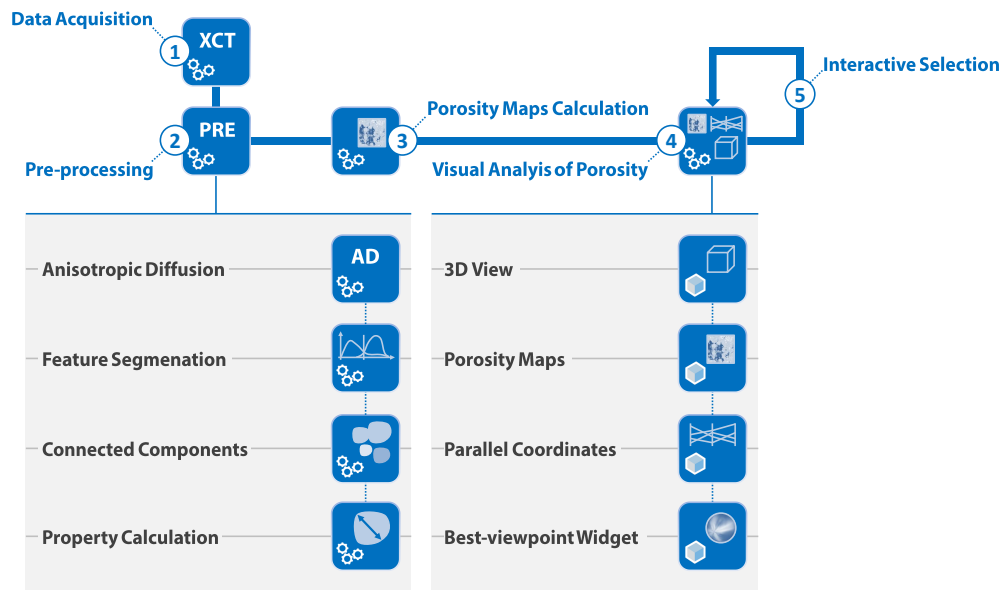 Data Acquisition
1
XCT
Interactive Selection
5
Porosity Maps Calculation
2
PRE
3
4
Pre-processing
Visual Analyis of Porosity
Anisotropic Diffusion
AD
Feature Segmenation
Connected Components
Property Calculation
3D View
Porosity Maps
Parallel Coordinates
Best-viewpoint Widget